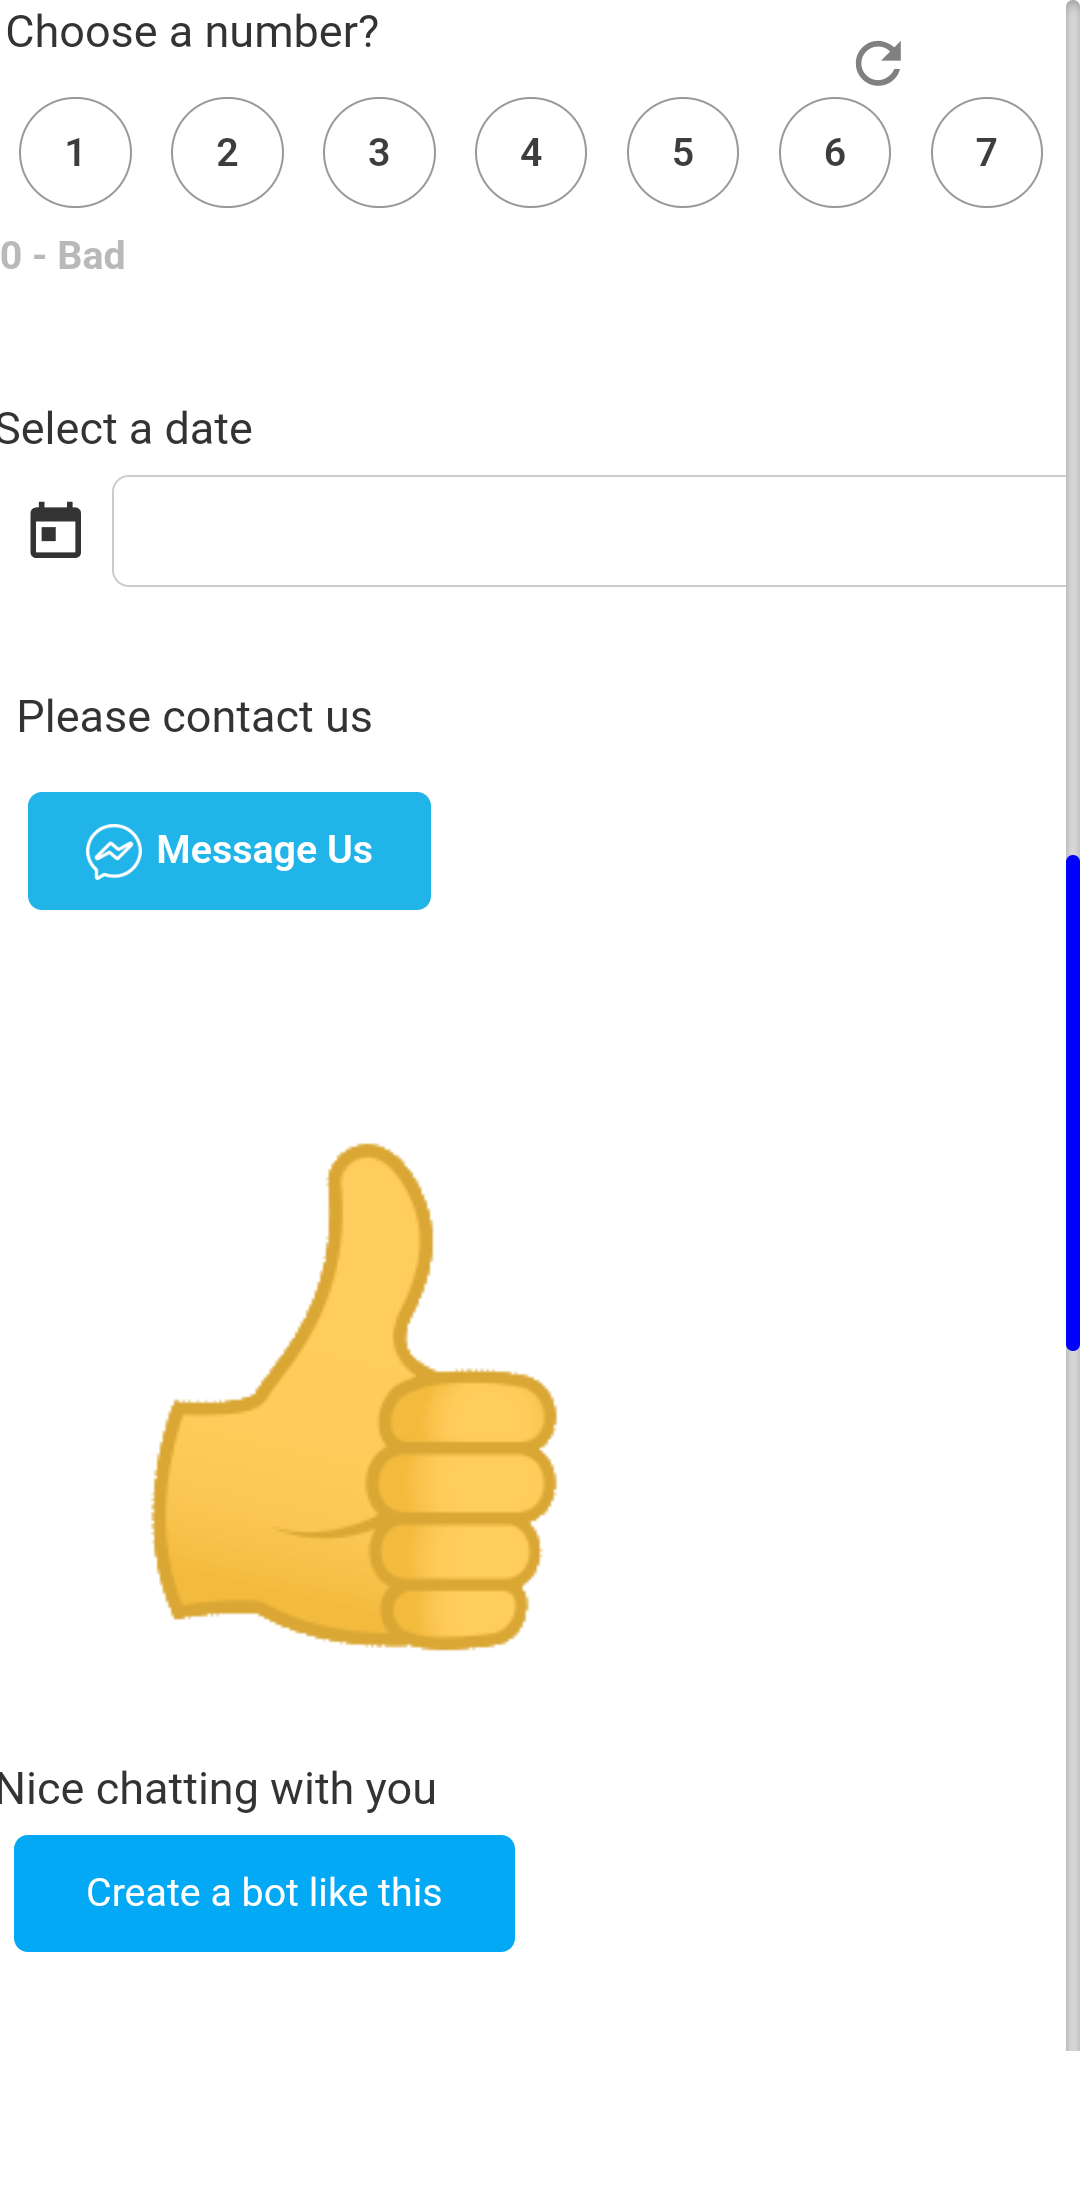 Choose a number?
1 2 3 4 5 6 7
0 - Bad
Select a date
Please contact us
Message Us
Nice chatting with you
Create a bot like this